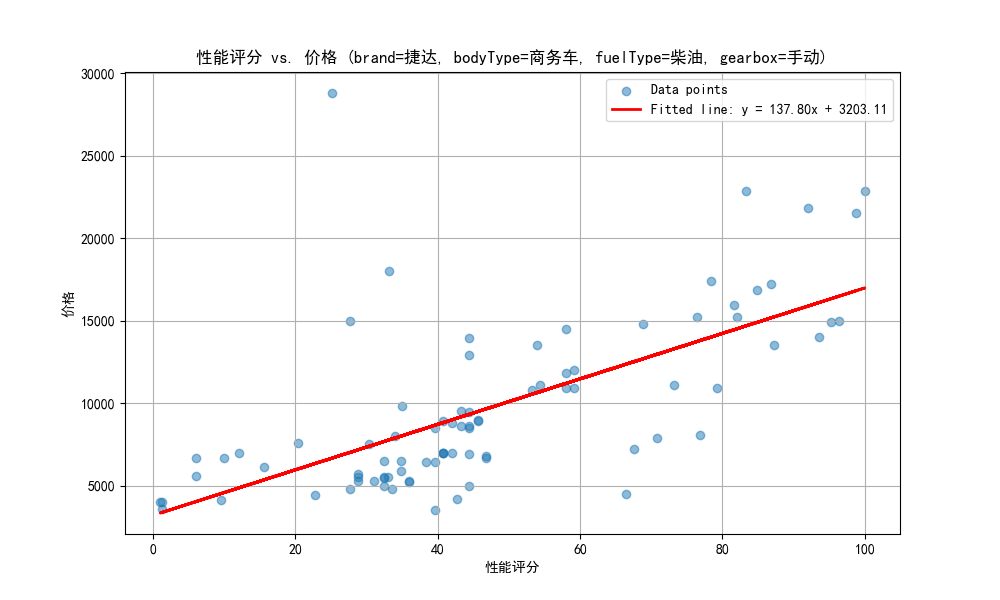 性能评分 vs. 价格 (brand=捷达, bodyType=商务车, fuelType=柴油, gearbox=手动)
Data points
Fitted line: y = 137.80x + 3203.11
30000
25000
20000
15000
10000
5000
价格
0
20
40
60
80
100
性能评分